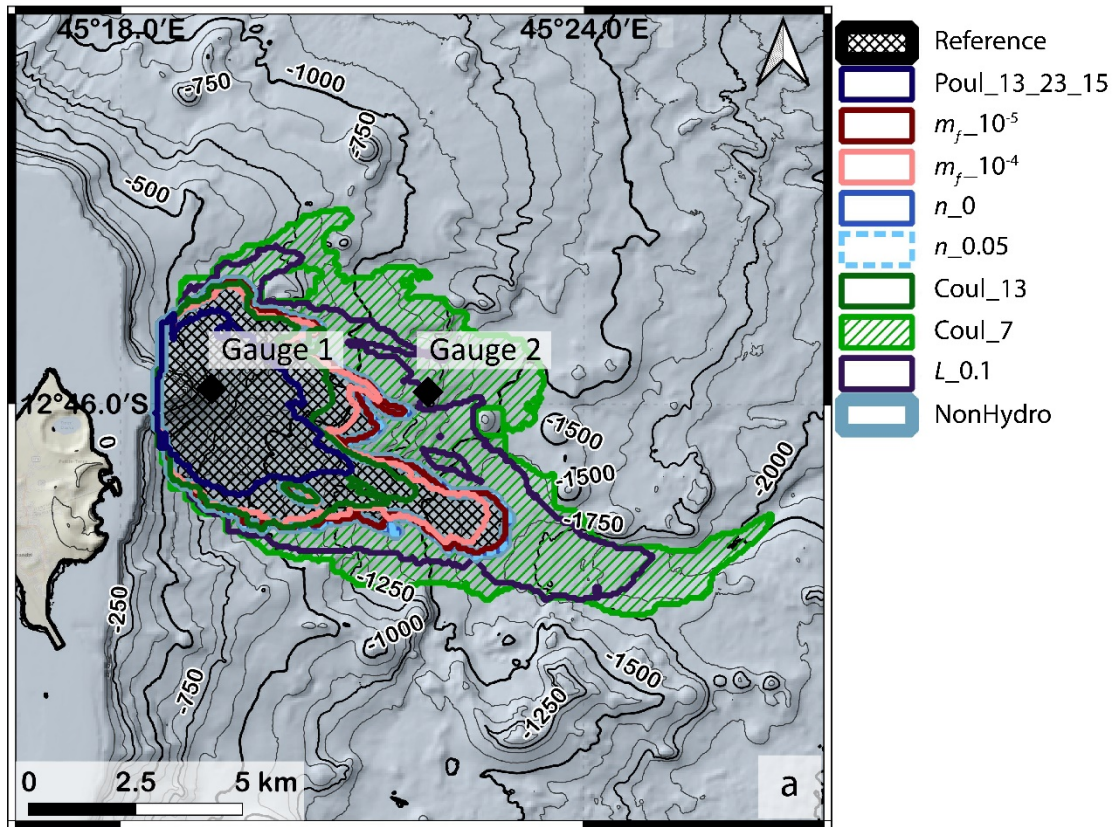 45°18.0′E
45°24.0′E
-750
-1000
-750
-500
Gauge 1
Gauge 2
12°46.0′S
0
-1500
-1500
-2000
-1750
-250
-1250
-1000
-750
-1500
-1250
0
2.5
5 km
a
Reference
Poul_13_23_15
m_f_10⁻⁵
m_f_10⁻⁴
n_0
n_0.05
Coul_13
Coul_7
L_0.1
NonHydro